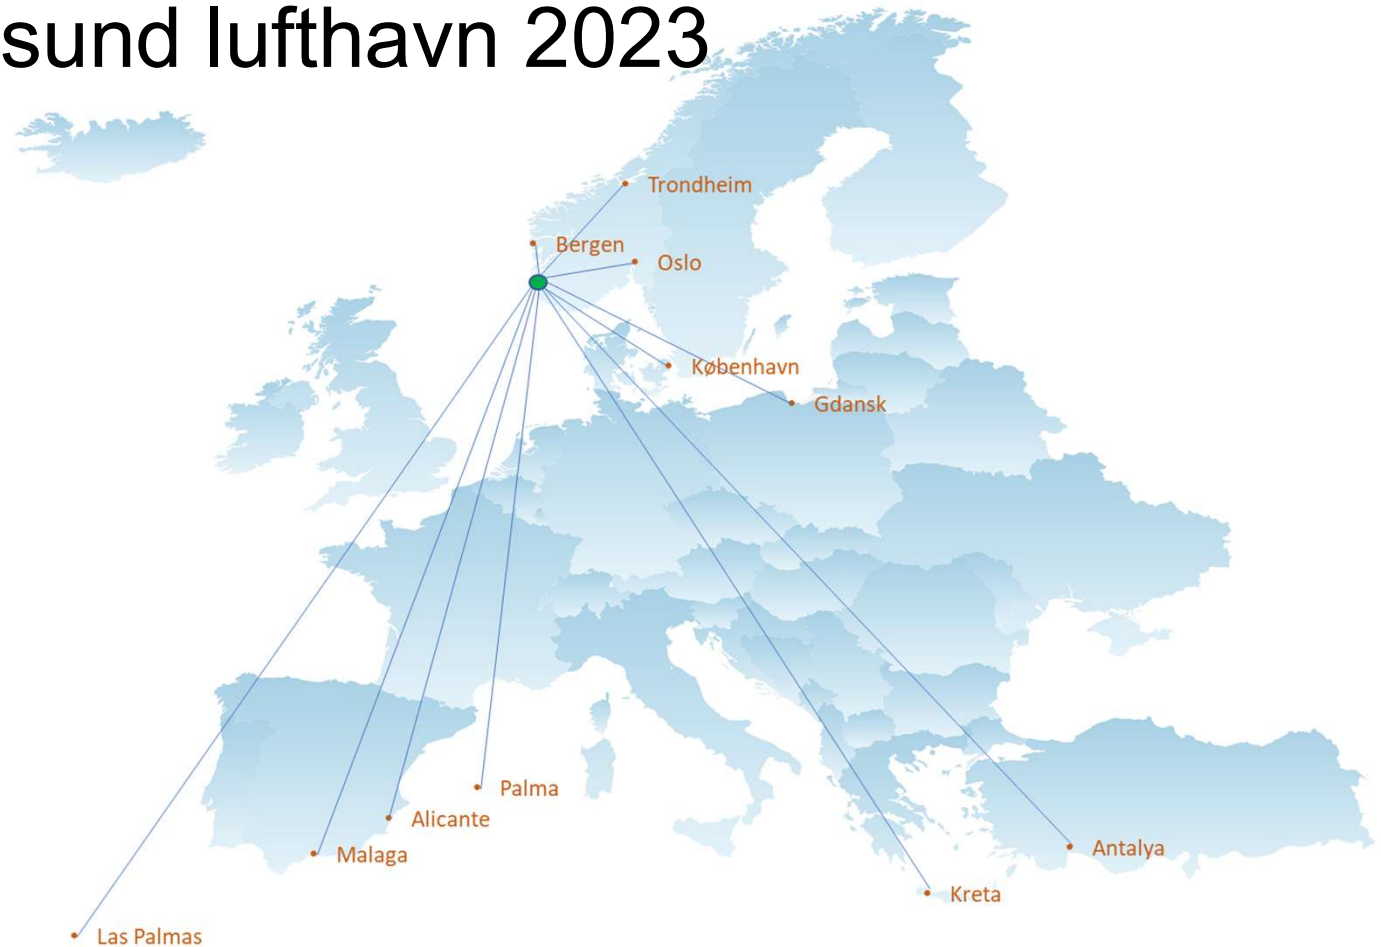 sund lufthavn 2023
Trondheim
Bergen
Oslo
København
Gdansk
Palma
Alicante
Malaga
Antalya
Kreta
Las Palmas